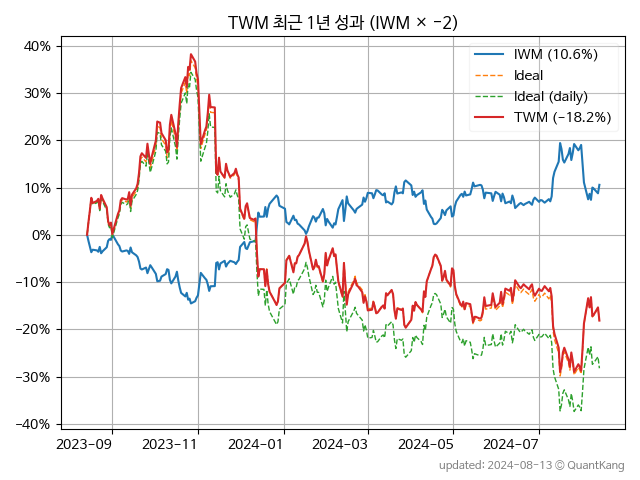 TWM 최근 1년 성과 (IWM × −2)
IWM (10.6%)
Ideal
Ideal (daily)
TWM (−18.2%)
40%
30%
20%
10%
0%
−10%
−20%
−30%
−40%
2023-09
2023-11
2024-01
2024-03
2024-05
2024-07
updated: 2024-08-13 ⓒ QuantKang